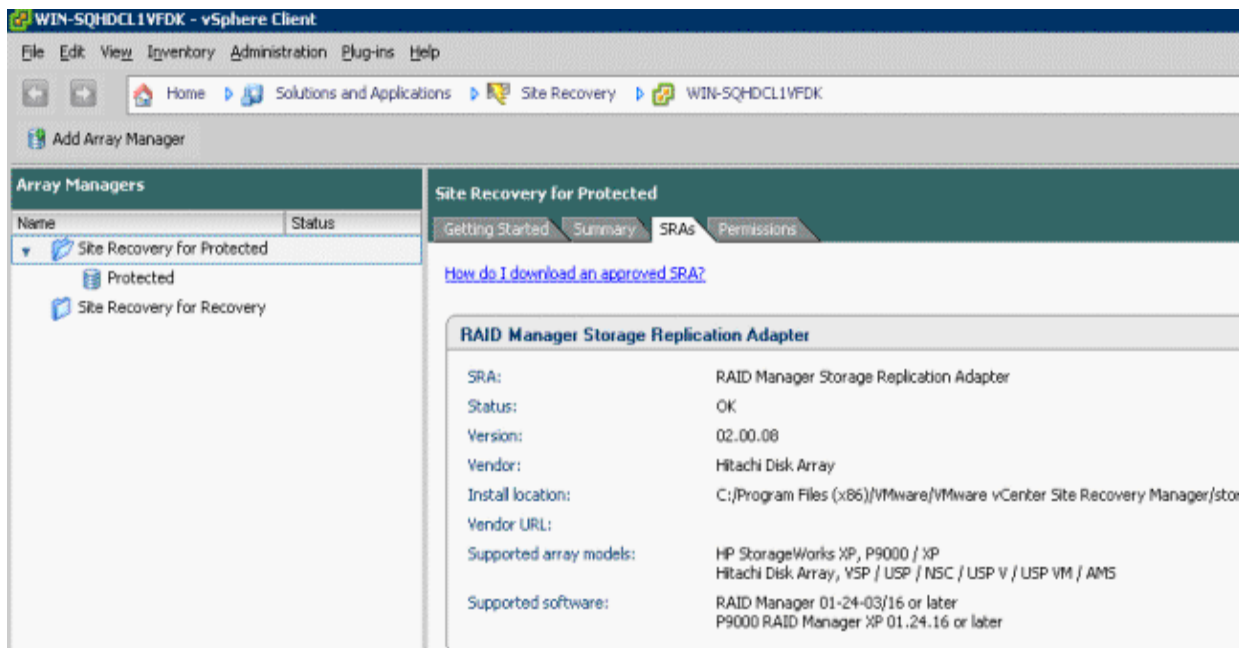 WIN-SQHDCL1VFDK - vSphere Client
File Edit View Inventory Administration Plug-ins Help
Home Solutions and Applications Site Recovery WIN-SQHDCL1VFDK
Add Array Manager
Array Managers
Name Status
Site Recovery for Protected
Protected
Site Recovery for Recovery
Site Recovery for Protected
Getting Started Summary SRAs Permissions
How do I download an approved SRA?
RAID Manager Storage Replication Adapter
SRA: RAID Manager Storage Replication Adapter
Status: OK
Version: 02.00.08
Vendor: Hitachi Disk Array
Install location: C:/Program Files (x86)/VMware/VMware vCenter Site Recovery Manager/stor
Vendor URL:
Supported array models: HP StorageWorks XP, P9000 / XP
Hitachi Disk Array, VSP / USP / NSC / USP V / USP VM / AMS
Supported software: RAID Manager 01-24-03/16 or later
P9000 RAID Manager XP 01.24.16 or later